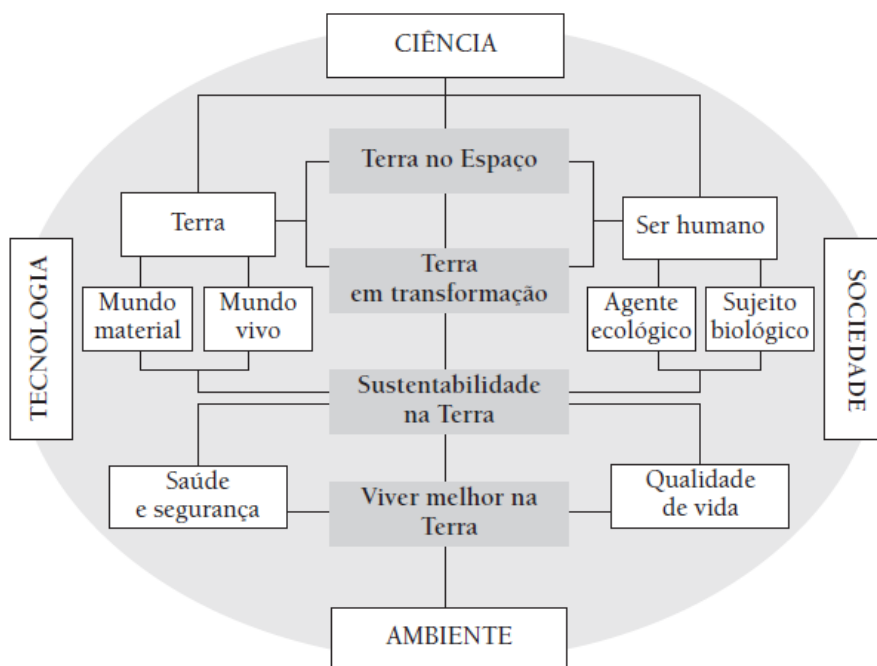 CIÊNCIA
Terra no Espaço
Terra
Ser humano
TECNOLOGIA
SOCIEDADE
Terra
em transformação
Mundo
material
Mundo
vivo
Agente
ecológico
Sujeito
biológico
Sustentabilidade
na Terra
Saúde
e segurança
Viver melhor na
Terra
Qualidade
de vida
AMBIENTE